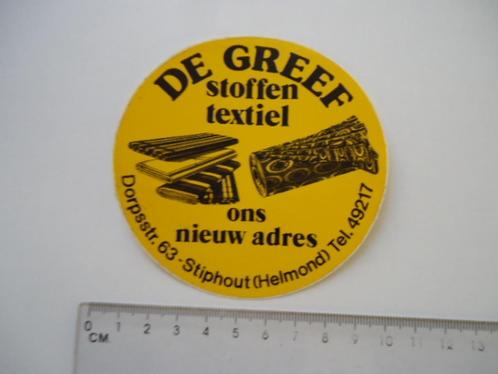 DE GREEF
stoffen
textiel
ons
nieuw adres
Dorpsstr. 63 - Stiphout (Helmond) Tel. 49217
0 1 2 3 4 5 6 7 8 9 10 11 12 13
CM.